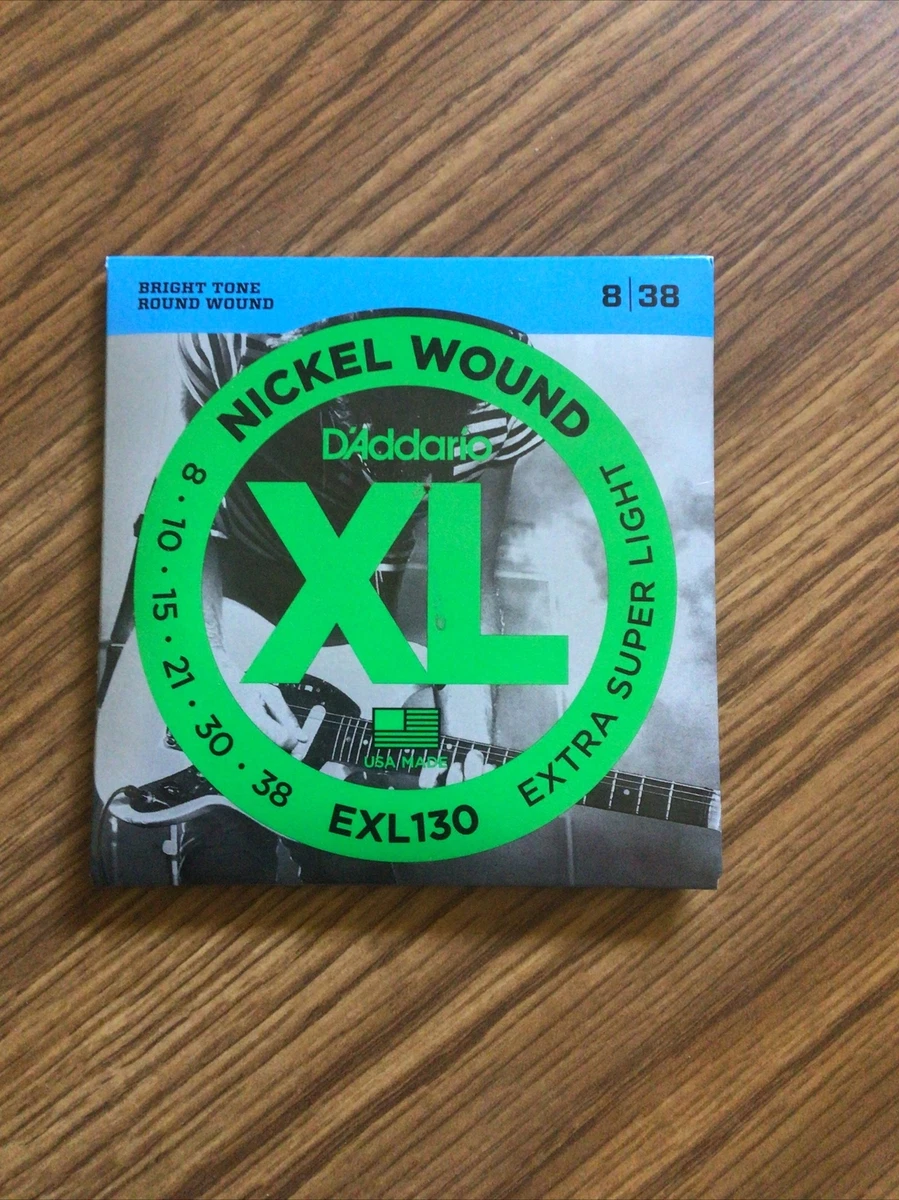 BRIGHT TONE
ROUND WOUND
8|38
NICKEL WOUND
D'Addario
XL
8 · 10 · 15 · 21 · 30 · 38
EXTRA SUPER LIGHT
USA MADE
EXL130